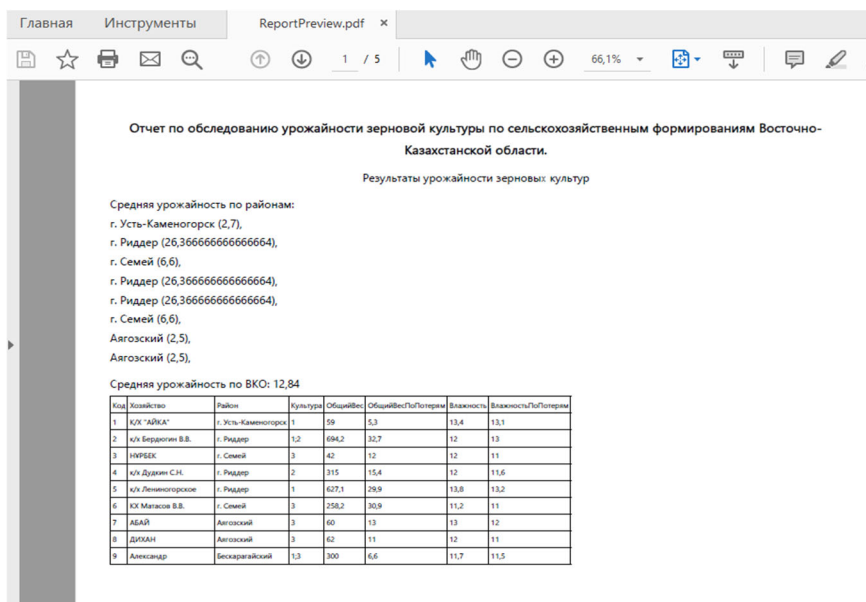 Главная Инструменты ReportPreview.pdf ×
1 / 5 66,1%
Отчет по обследованию урожайности зерновой культуры по сельскохозяйственным формированиям Восточно-
Казахстанской области.
Результаты урожайности зерновых культур
Средняя урожайность по районам:
г. Усть-Каменогорск (2,7),
г. Риддер (26,366666666666664),
г. Семей (6,6),
г. Риддер (26,366666666666664),
г. Риддер (26,366666666666664),
г. Семей (6,6),
Аягозский (2,5),
Аягозский (2,5),
Средняя урожайность по ВКО: 12,84
Код Хозяйство Район Культура ОбщийВес ОбщийВесПоПотерям Влажность ВлажностьПоПотерям
1 К/Х "АЙКА" г. Усть-Каменогорск 1 59 5,3 13,4 13,1
2 к/х Бердюгин В.В. г. Риддер 1;2 694,2 32,7 12 13
3 НҰРБЕК г. Семей 3 42 12 12 11
4 к/х Дудкин С.Н. г. Риддер 2 315 15,4 12 11,6
5 к/х Лениногорское г. Риддер 1 627,1 29,9 13,8 13,2
6 КХ Матасов В.В. г. Семей 3 258,2 30,9 11,2 11
7 АБАЙ Аягозский 3 60 13 13 12
8 ДИХАН Аягозский 3 62 11 12 11
9 Александр Бескарагайский 1;3 300 6,6 11,7 11,5